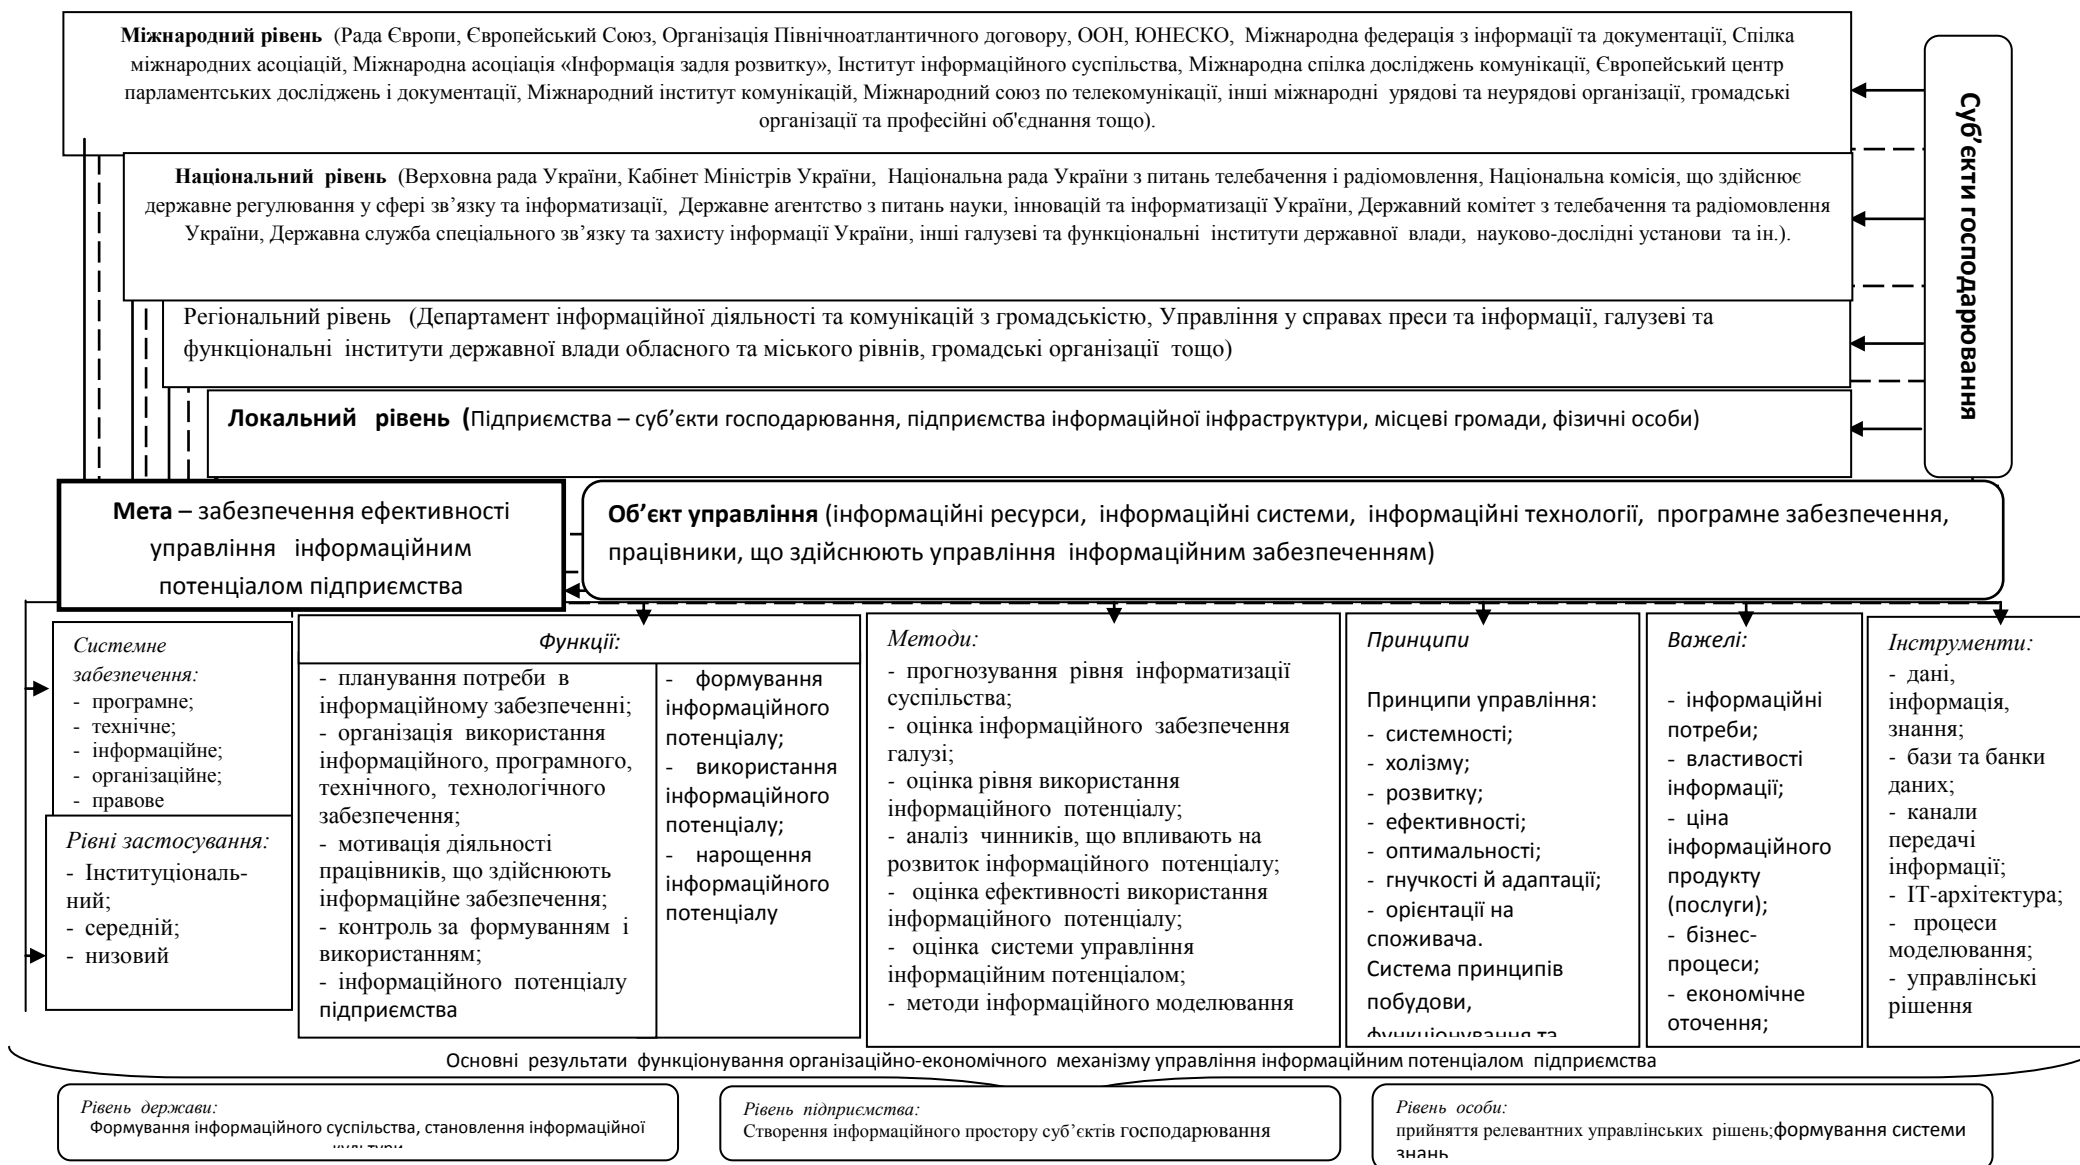 Міжнародний рівень (Рада Європи, Європейський Союз, Організація Північноатлантичного договору, ООН, ЮНЕСКО, Міжнародна федерація з інформації та документації, Спілка
міжнародних асоціацій, Міжнародна асоціація «Інформація задля розвитку», Інститут інформаційного суспільства, Міжнародна спілка досліджень комунікації, Європейський центр
парламентських досліджень і документації, Міжнародний інститут комунікацій, Міжнародний союз по телекомунікації, інші міжнародні урядові та неурядові організації, громадські
організації та професійні об'єднання тощо).
Суб’єкти господарювання
Національний рівень (Верховна рада України, Кабінет Міністрів України, Національна рада України з питань телебачення і радіомовлення, Національна комісія, що здійснює
державне регулювання у сфері зв’язку та інформатизації, Державне агентство з питань науки, інновацій та інформатизації України, Державний комітет з телебачення та радіомовлення
України, Державна служба спеціального зв’язку та захисту інформації України, інші галузеві та функціональні інститути державної влади, науково-дослідні установи та ін.).
Регіональний рівень (Департамент інформаційної діяльності та комунікацій з громадськістю, Управління у справах преси та інформації, галузеві та
функціональні інститути державної влади обласного та міського рівнів, громадські організації тощо)
Локальний рівень (Підприємства – суб’єкти господарювання, підприємства інформаційної інфраструктури, місцеві громади, фізичні особи)
Мета – забезпечення ефективності
управління інформаційним
потенціалом підприємства
Об’єкт управління (інформаційні ресурси, інформаційні системи, інформаційні технології, програмне забезпечення,
працівники, що здійснюють управління інформаційним забезпеченням)
Системне
забезпечення:
- програмне;
- технічне;
- інформаційне;
- організаційне;
- правове
Рівні застосування:
- Інституціональ-
ний;
- середній;
- низовий
Функції:
- планування потреби в
інформаційному забезпеченні;
- організація використання
інформаційного, програмного,
технічного, технологічного
забезпечення;
- мотивація діяльності
працівників, що здійснюють
інформаційне забезпечення;
- контроль за формуванням і
використанням;
- інформаційного потенціалу
підприємства
- формування
інформаційного
потенціалу;
- використання
інформаційного
потенціалу;
- нарощення
інформаційного
потенціалу
Методи:
- прогнозування рівня інформатизації
суспільства;
- оцінка інформаційного забезпечення
галузі;
- оцінка рівня використання
інформаційного потенціалу;
- аналіз чинників, що впливають на
розвиток інформаційного потенціалу;
- оцінка ефективності використання
інформаційного потенціалу;
- оцінка системи управління
інформаційним потенціалом;
- методи інформаційного моделювання
Принципи
Принципи управління:
- системності;
- холізму;
- розвитку;
- ефективності;
- оптимальності;
- гнучкості й адаптації;
- орієнтації на
споживача.
Система принципів
побудови,
функціонування та
Важелі:
- інформаційні
потреби;
- властивості
інформації;
- ціна
інформаційного
продукту
(послуги);
- бізнес-
процеси;
- економічне
оточення;
Інструменти:
- дані,
інформація,
знання;
- бази та банки
даних;
- канали
передачі
інформації;
- ІТ-архітектура;
- процеси
моделювання;
- управлінські
рішення
Основні результати функціонування організаційно-економічного механізму управління інформаційним потенціалом підприємства
Рівень держави:
Формування інформаційного суспільства, становлення інформаційної
Рівень підприємства:
Створення інформаційного простору суб’єктів господарювання
Рівень особи:
прийняття релевантних управлінських рішень;формування системи
знань